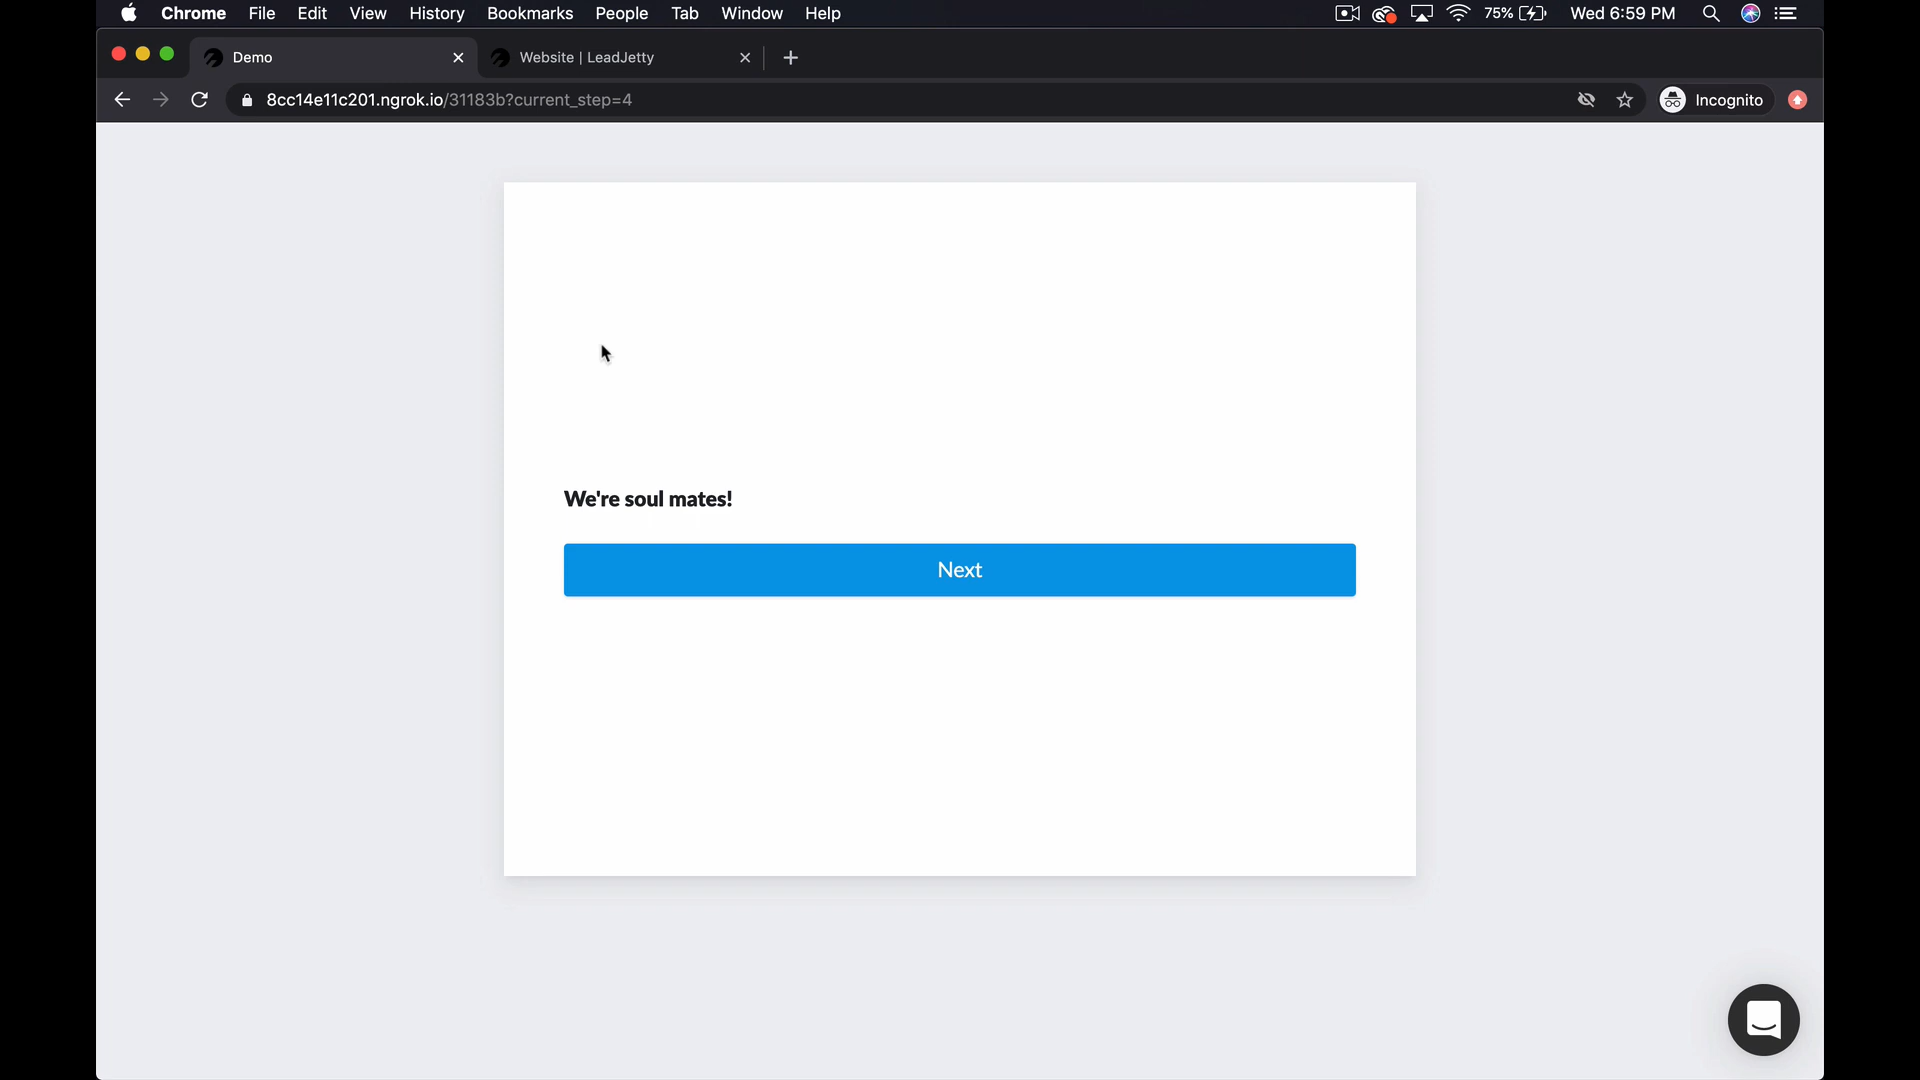 Chrome File Edit View History Bookmarks People Tab Window Help 75% Wed 6:59 PM
Demo Website | LeadJetty
8cc14e11c201.ngrok.io/31183b?current_step=4 Incognito
We're soul mates!
Next